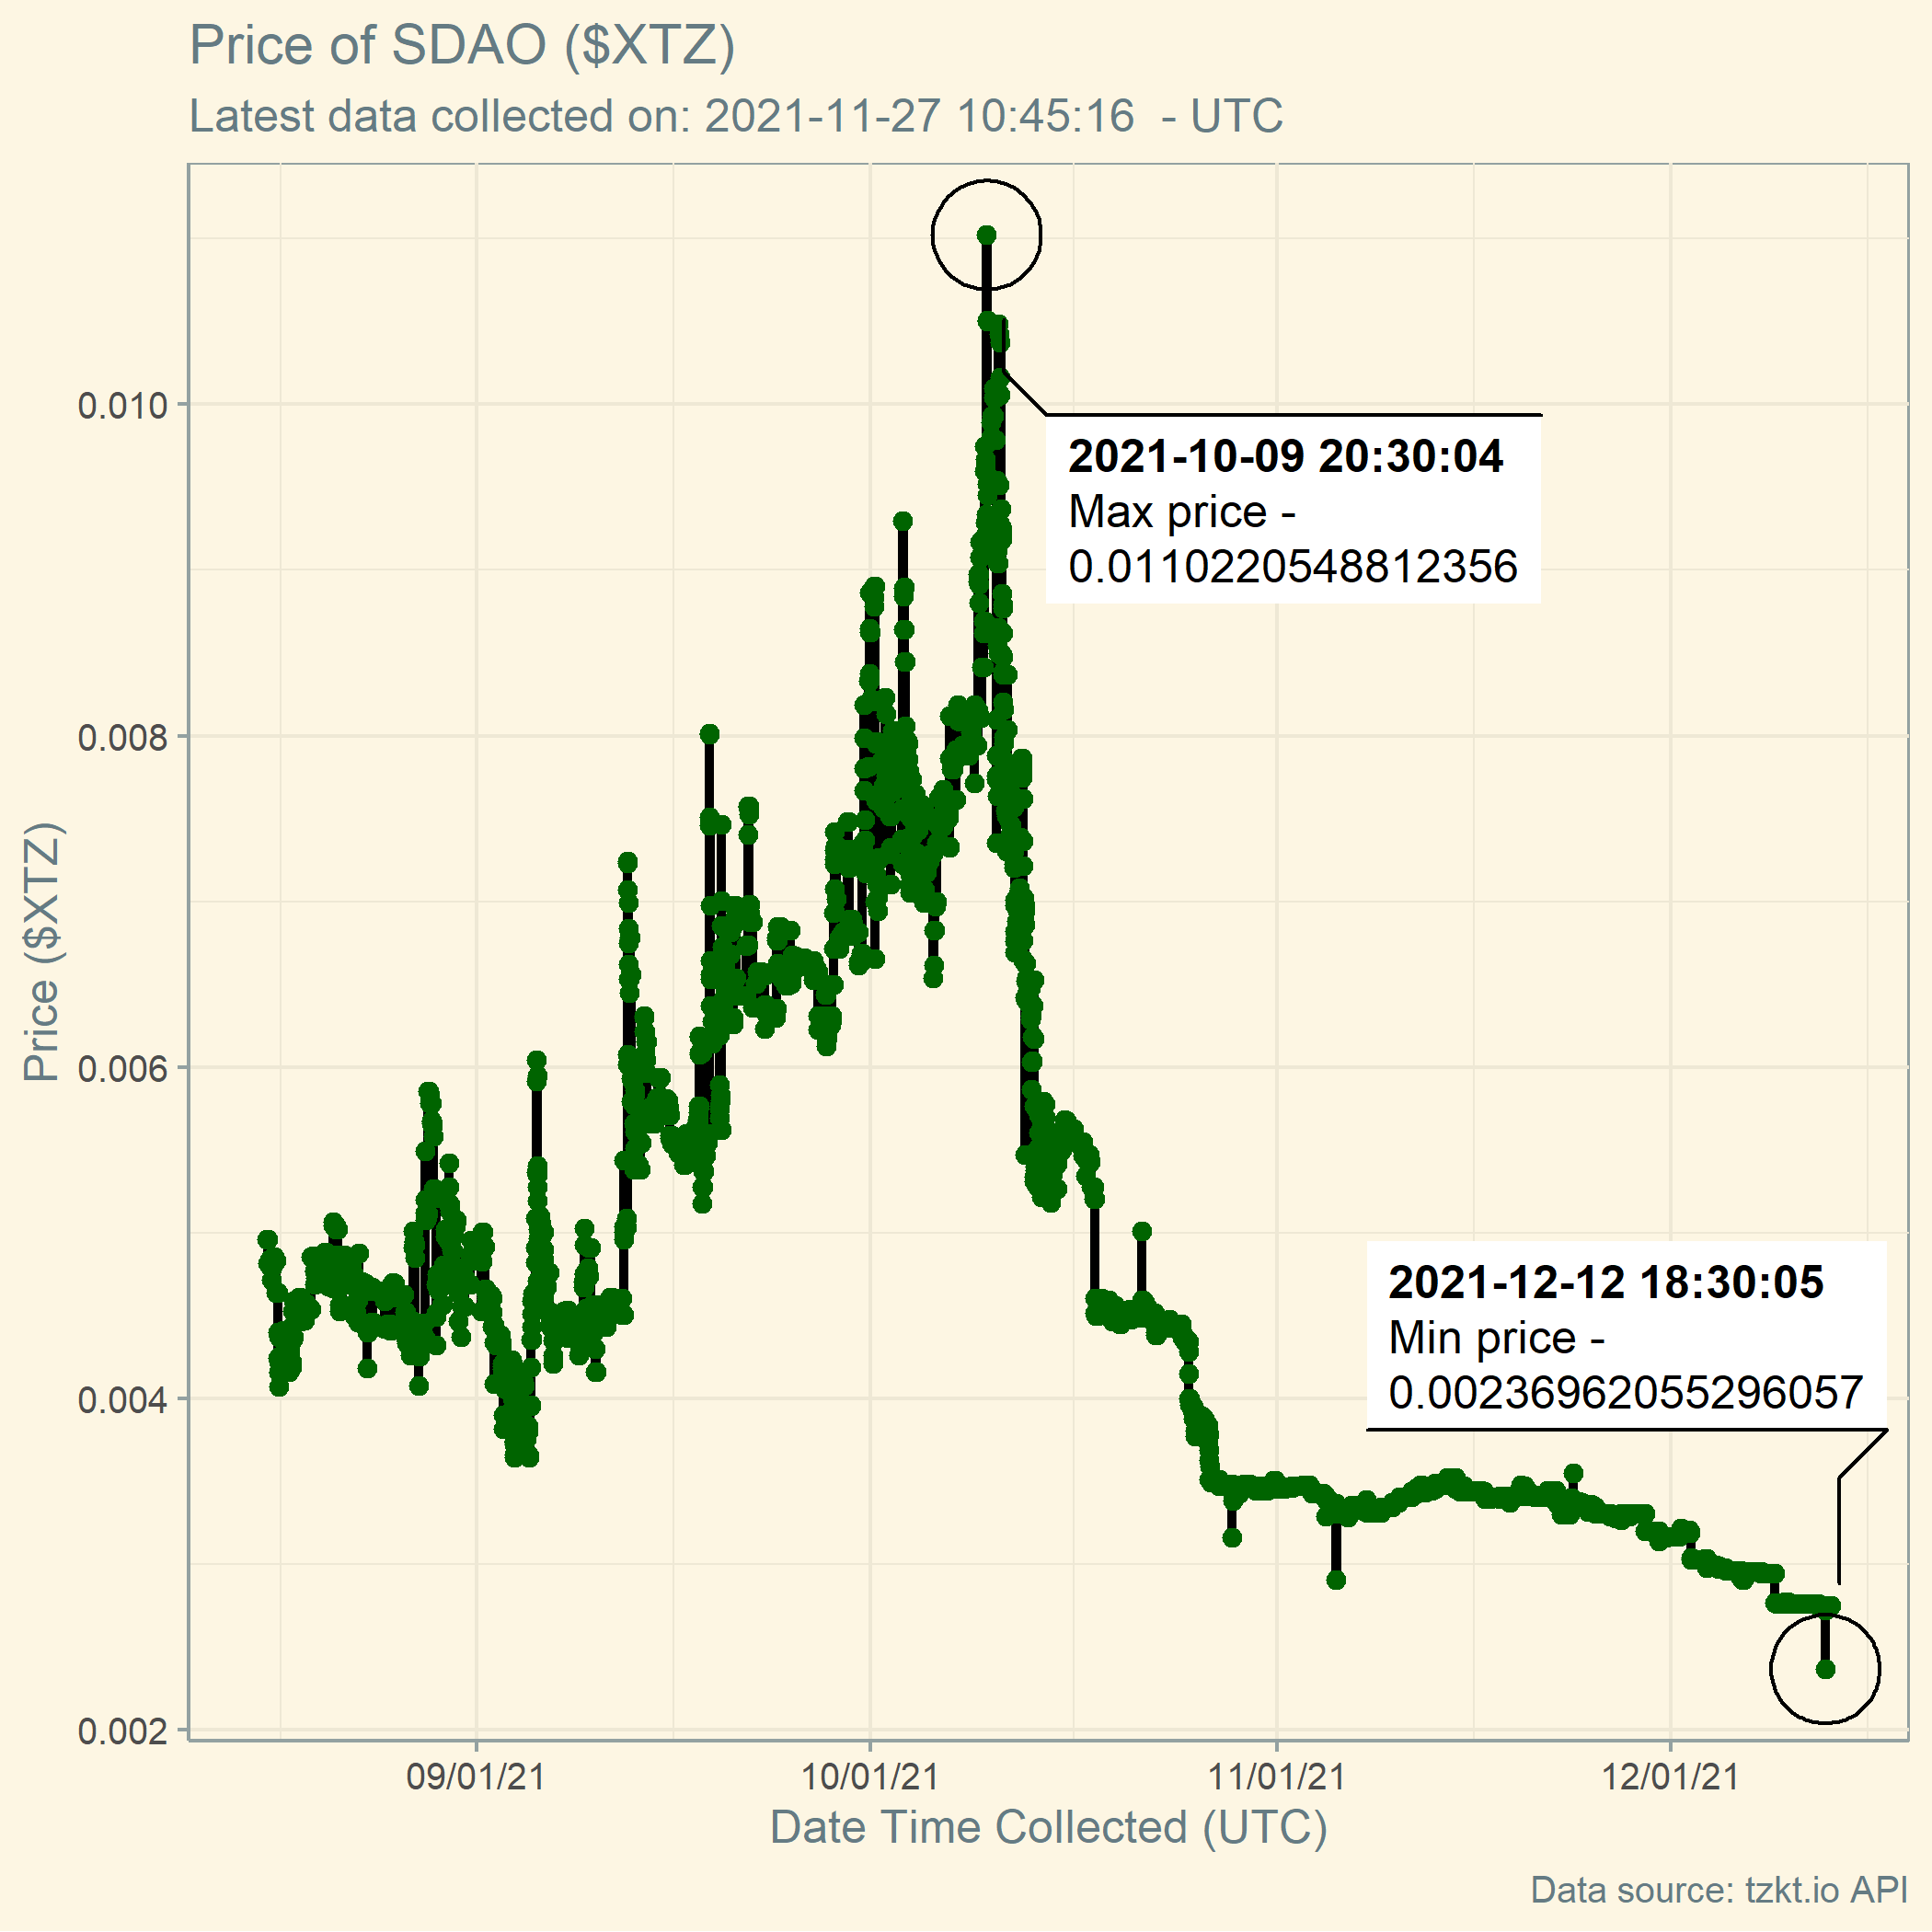 Price of SDAO ($XTZ)
Latest data collected on: 2021-11-27 10:45:16  - UTC
Price ($XTZ)
0.010
0.008
0.006
0.004
0.002
2021-10-09 20:30:04
Max price -
0.0110220548812356
2021-12-12 18:30:05
Min price -
0.00236962055296057
09/01/21
10/01/21
11/01/21
12/01/21
Date Time Collected (UTC)
Data source: tzkt.io API